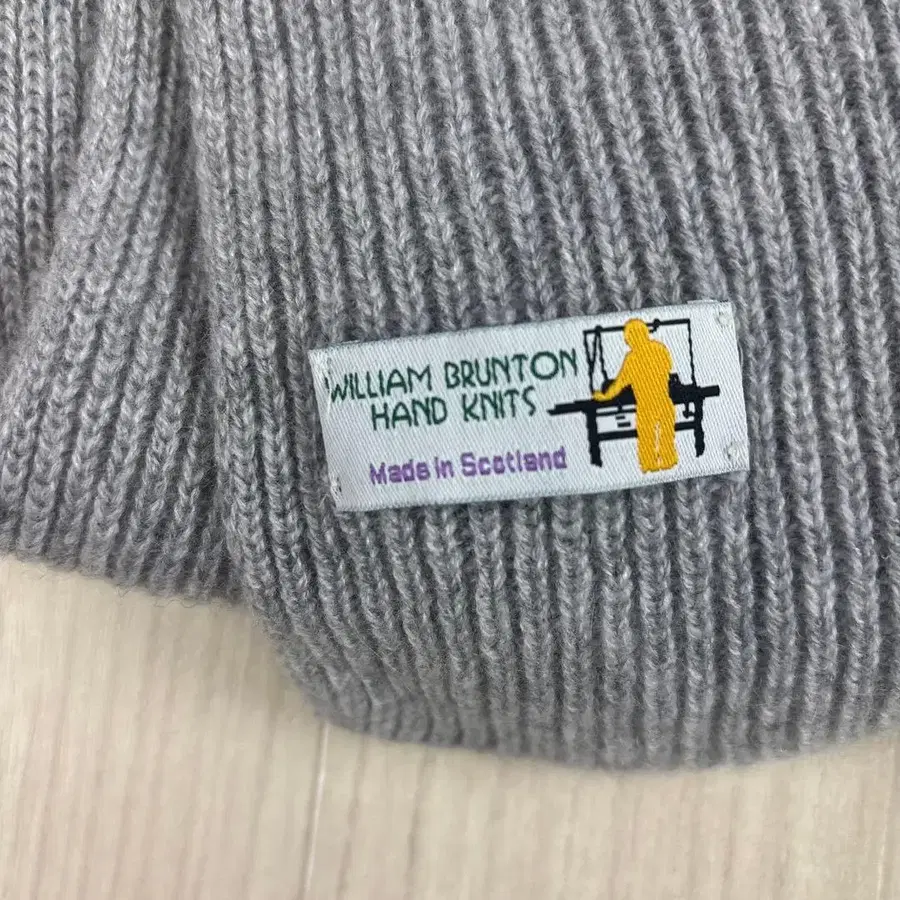 WILLIAM BRUNTON
HAND KNITS
Made in Scotland